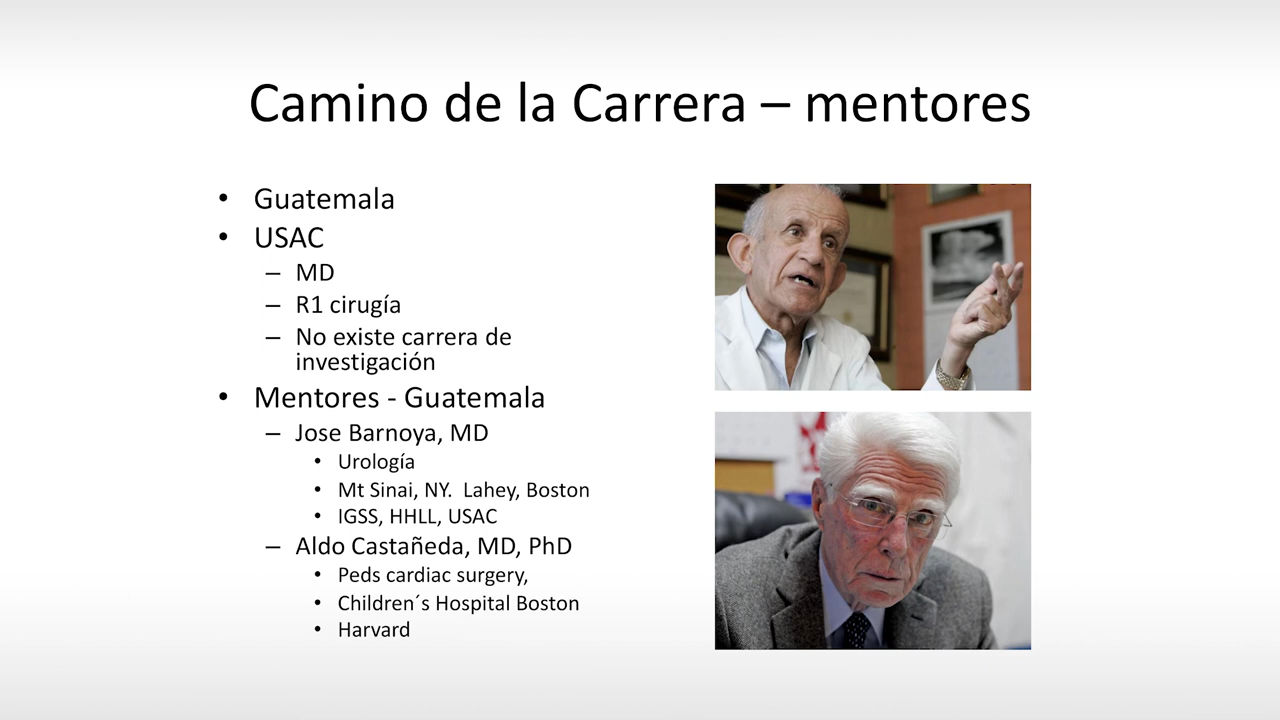 Camino de la Carrera – mentores
• Guatemala
• USAC
– MD
– R1 cirugía
– No existe carrera de
investigación
• Mentores - Guatemala
– Jose Barnoya, MD
• Urología
• Mt Sinai, NY.  Lahey, Boston
• IGSS, HHLL, USAC
– Aldo Castañeda, MD, PhD
• Peds cardiac surgery,
• Children´s Hospital Boston
• Harvard